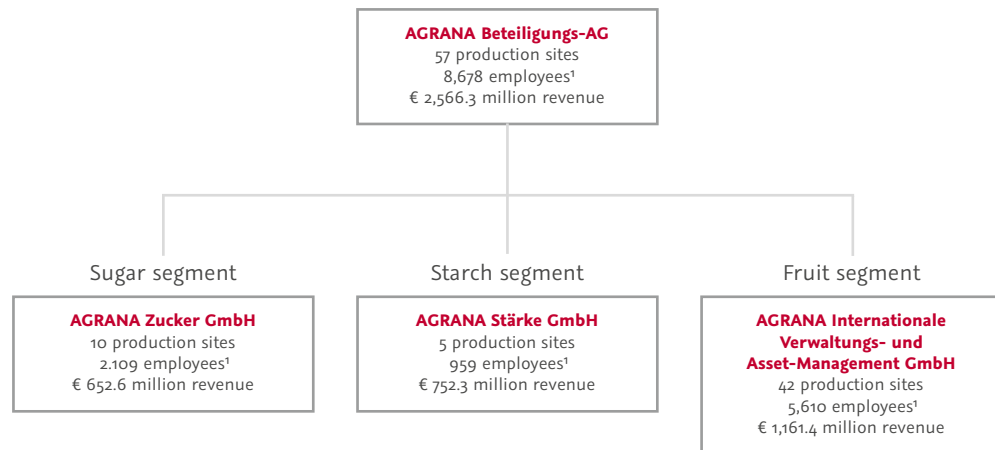 AGRANA Beteiligungs-AG
57 production sites
8,678 employees¹
€ 2,566.3 million revenue
Sugar segment
AGRANA Zucker GmbH
10 production sites
2.109 employees¹
€ 652.6 million revenue
Starch segment
AGRANA Stärke GmbH
5 production sites
959 employees¹
€ 752.3 million revenue
Fruit segment
AGRANA Internationale
Verwaltungs- und
Asset-Management GmbH
42 production sites
5,610 employees¹
€ 1,161.4 million revenue